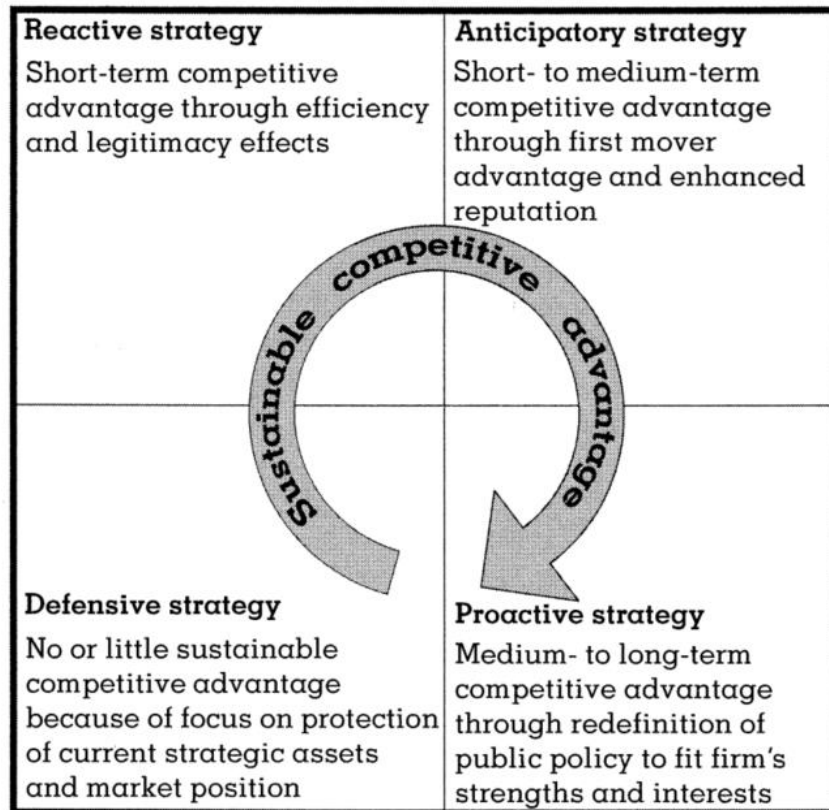 Reactive strategy
Short-term competitive
advantage through efficiency
and legitimacy effects
Anticipatory strategy
Short- to medium-term
competitive advantage
through first mover
advantage and enhanced
reputation
Sustainable competitive advantage
Defensive strategy
No or little sustainable
competitive advantage
because of focus on protection
of current strategic assets
and market position
Proactive strategy
Medium- to long-term
competitive advantage
through redefinition of
public policy to fit firm's
strengths and interests